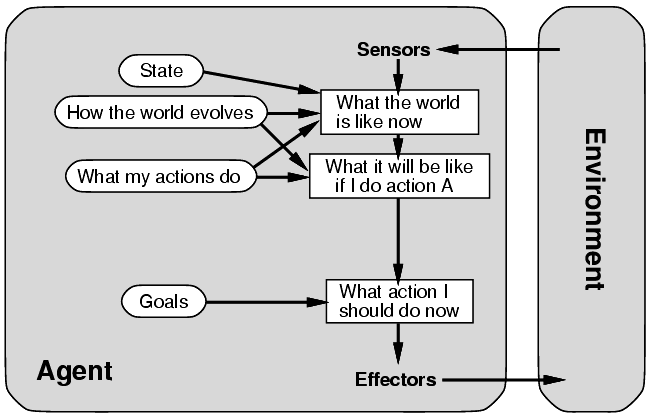 Sensors
State
What the world
is like now
How the world evolves
What it will be like
if I do action A
What my actions do
Environment
Goals
What action I
should do now
Agent
Effectors